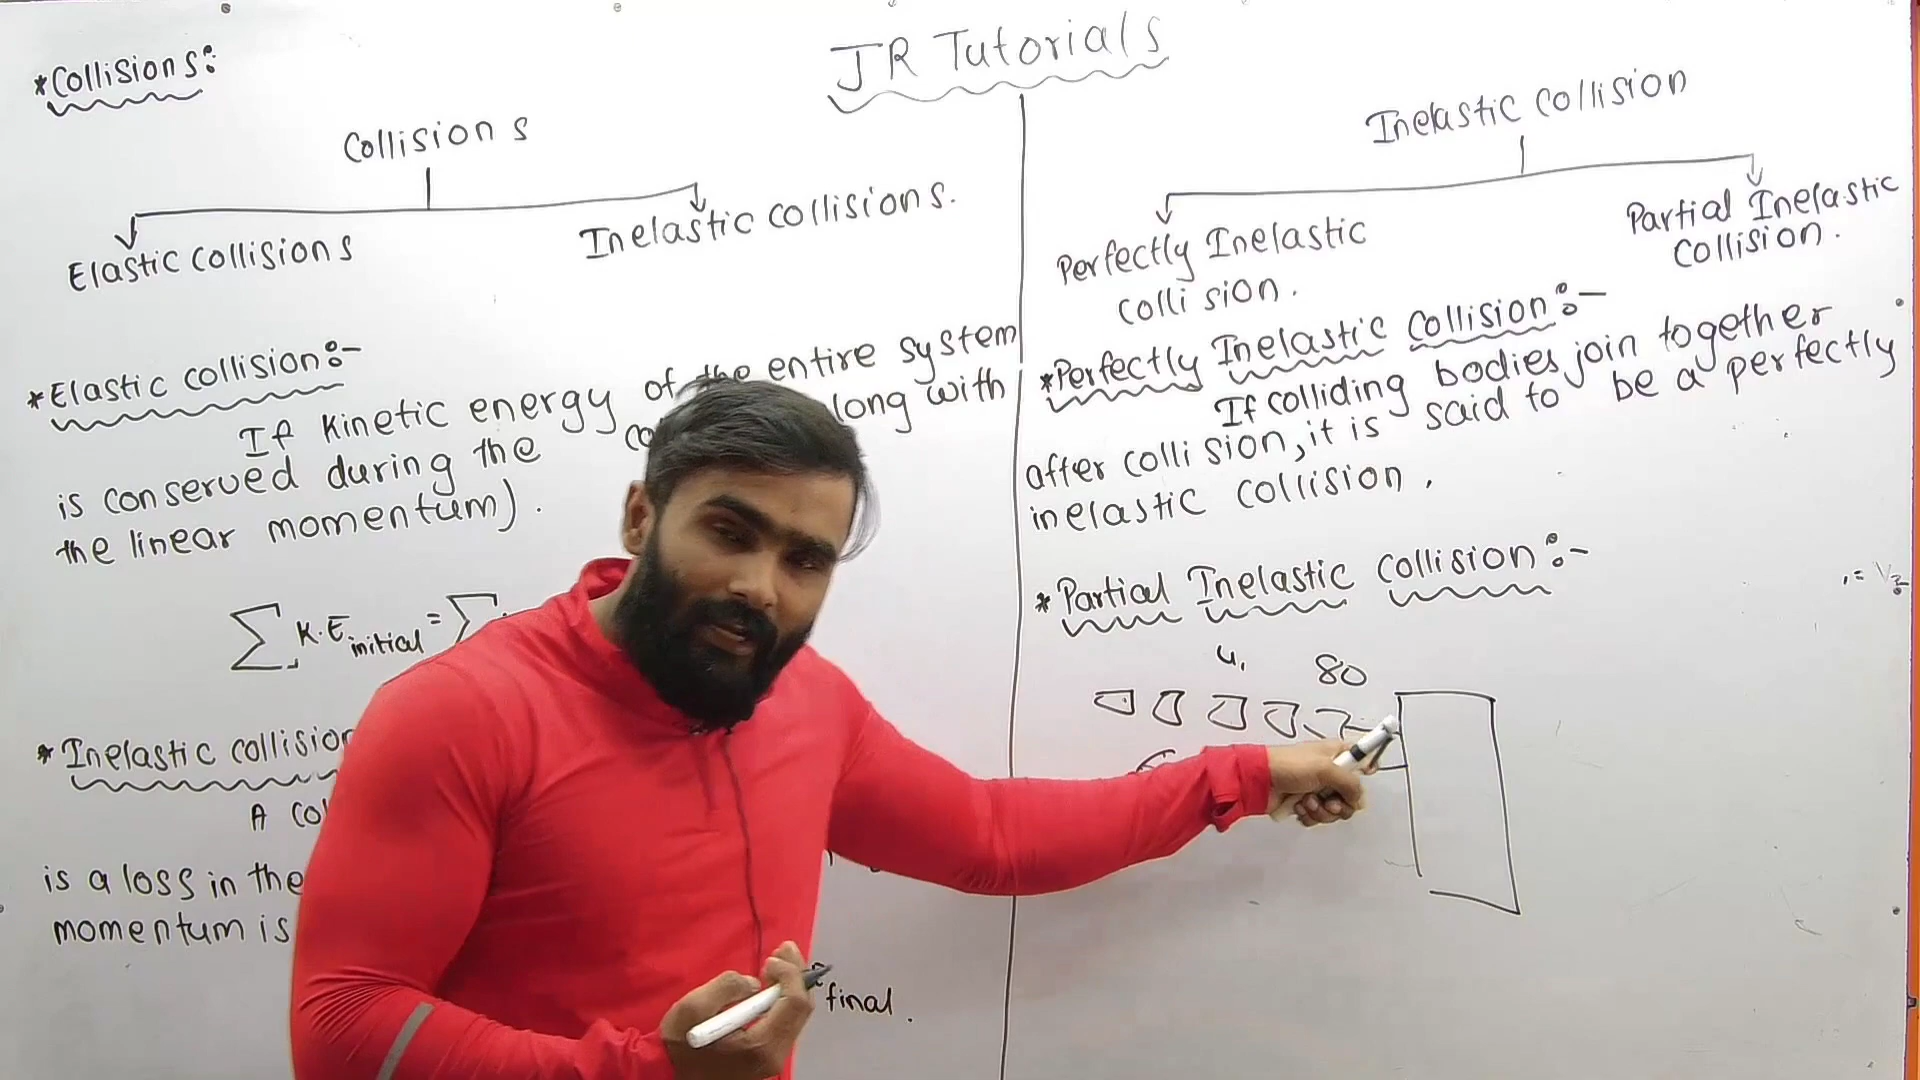 JR Tutorials
*Collisions:
Collisions
Elastic collisions
Inelastic collisions.
*Elastic collision:-
If kinetic energy of the entire system
is conserved during the long with
the linear momentum).
∑ K.E initial = ∑
*Inelastic collision
A
is a loss in the
momentum is
final.
Inelastic collision
Perfectly Inelastic
collision.
Partial Inelastic
collision.
*Perfectly Inelastic collision:-
If colliding bodies join together
after collision, it is said to be a perfectly
inelastic collision.
*Partial Inelastic collision:-
80